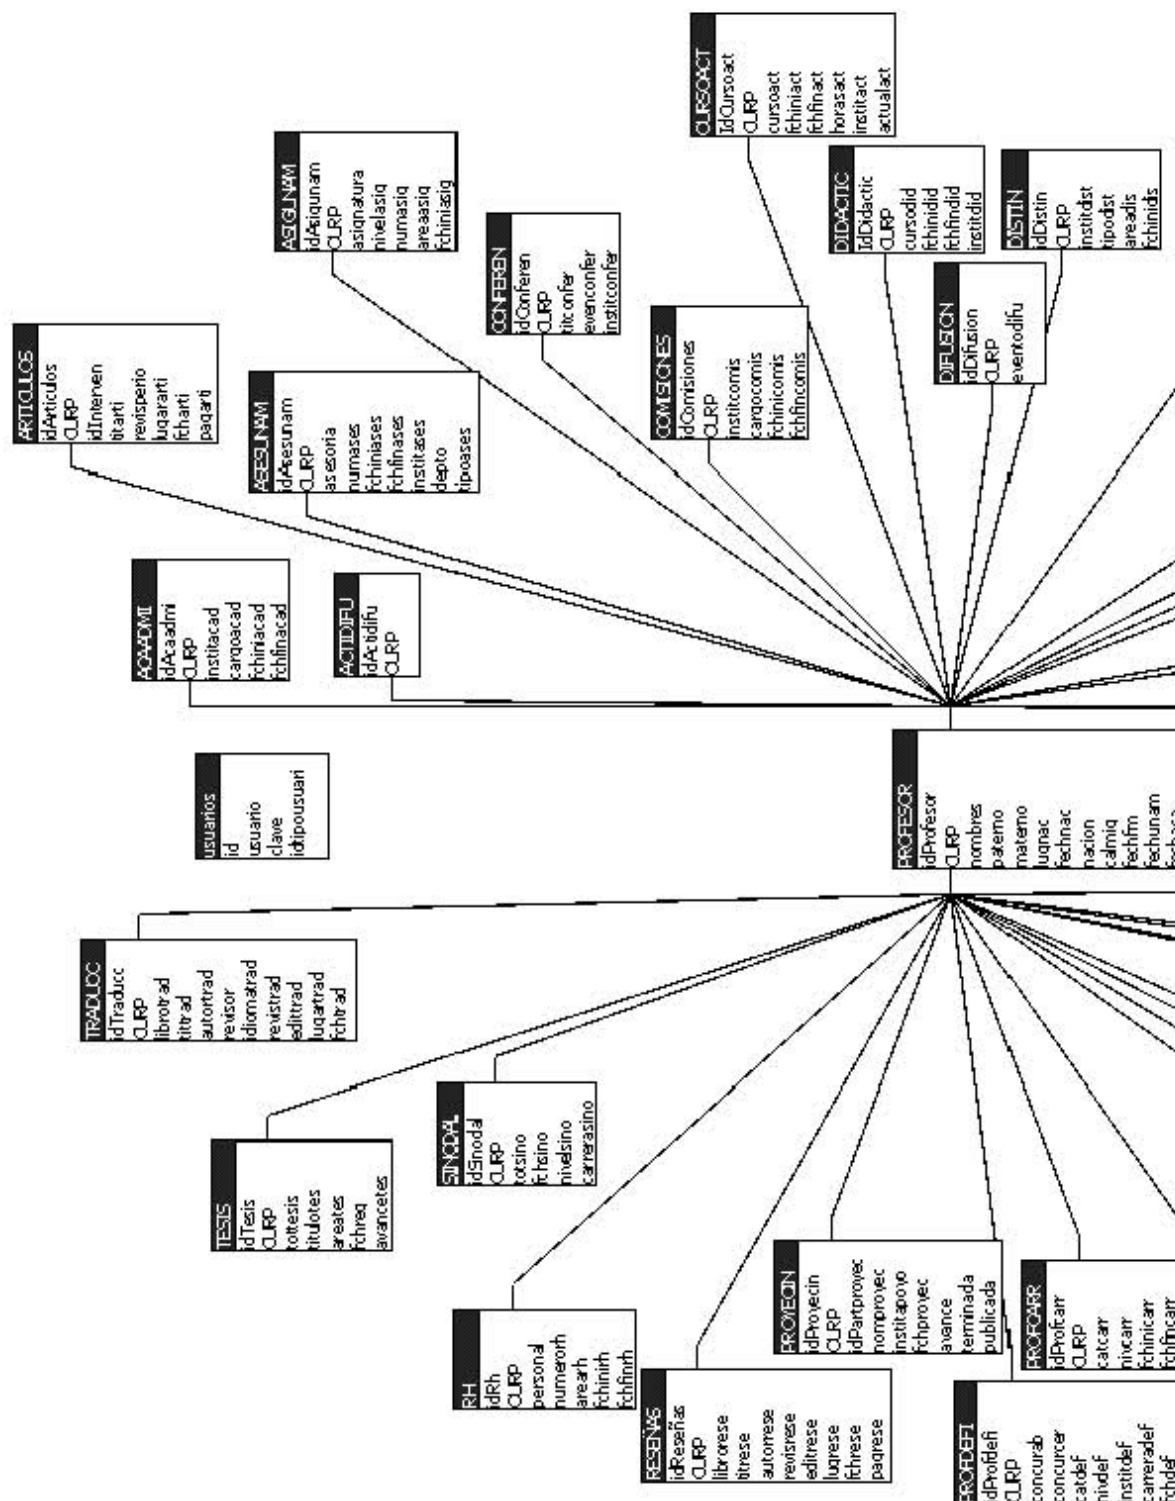 ARTICULOS
idArticulos
CURP
idInterven
titarti
revisperio
lugararti
fcharti
pagarti
ACAADMI
idAcaadmi
CURP
institacad
cargoacad
fchiniacad
fchfinacad
ASESUNAM
idAsesunam
CURP
asesoria
numases
fchiniases
fchfinases
institases
depto
tipoases
ACTIDIFU
idActidifu
CURP
ASIGUNAM
idAsigunam
CURP
asignatura
nivelasig
numasig
areaasig
fchiniasig
CONFEREN
idConferen
CURP
titconfer
evenconfer
institconfer
COMISIONES
idComisiones
CURP
institcomis
cargocomis
fchinicomis
fchfincomis
CURSOACT
IdCursoact
CURP
cursoact
fchiniact
fchfinact
horasact
institact
actualact
DIDACTIC
IdDidactic
CURP
cursodid
fchinidid
fchfindid
institdid
DIFUSION
idDifusion
CURP
eventodifu
DISTIN
idDistin
CURP
institdist
tipodist
areadis
fchinidis
usuarios
id
usuario
clave
idtipousuari
PROFESOR
idProfesor
CURP
nombres
paterno
materno
lugnac
fechnac
nacion
calmig
fechfm
fechunam
TRADUCC
idTraducc
CURP
librotrad
tittrad
autortrad
revisor
idiomatrad
revistrad
edittrad
lugartrad
fchtrad
TESIS
idTesis
CURP
tottesis
titulotes
areates
fchreg
avancetes
SINODAL
idSinodal
CURP
totsino
fchsino
nivelsino
carrerasino
RH
idRh
CURP
personal
numerorh
arearh
fchinirh
fchfinrh
RESEÑAS
idReseñas
CURP
librorese
titrese
autorrese
revisrese
editrese
lugrese
fchrese
pagrese
PROYECIN
idProyecin
CURP
idPartproyec
nomproyec
institapoyo
fchproyec
avance
terminada
publicada
PROFCARR
idProfcarr
CURP
catcarr
nivcarr
fchinicarr
fchfincarr
PROFDEFI
idProfdefi
CURP
concurab
concurcer
catdef
nivdef
institdef
carreradef
fchdef